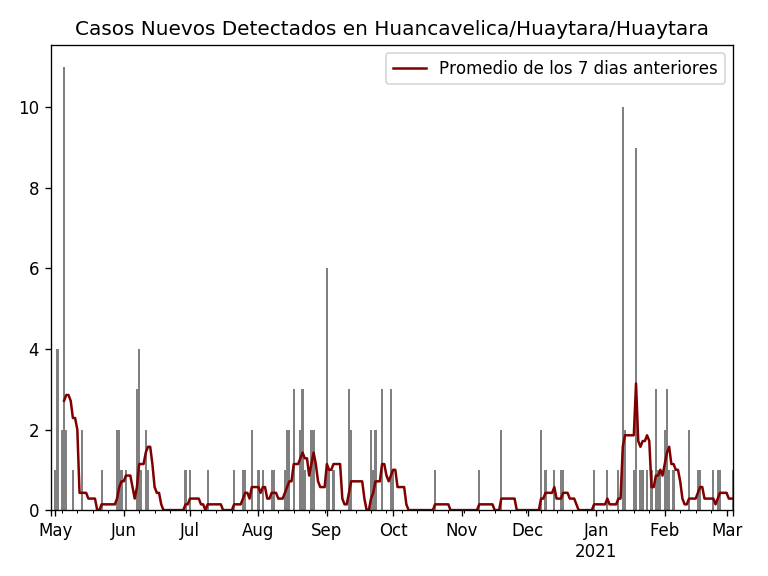 Casos Nuevos Detectados en Huancavelica/Huaytara/Huaytara
Promedio de los 7 dias anteriores
10
8
6
4
2
0
May Jun Jul Aug Sep Oct Nov Dec Jan Feb Mar
2021